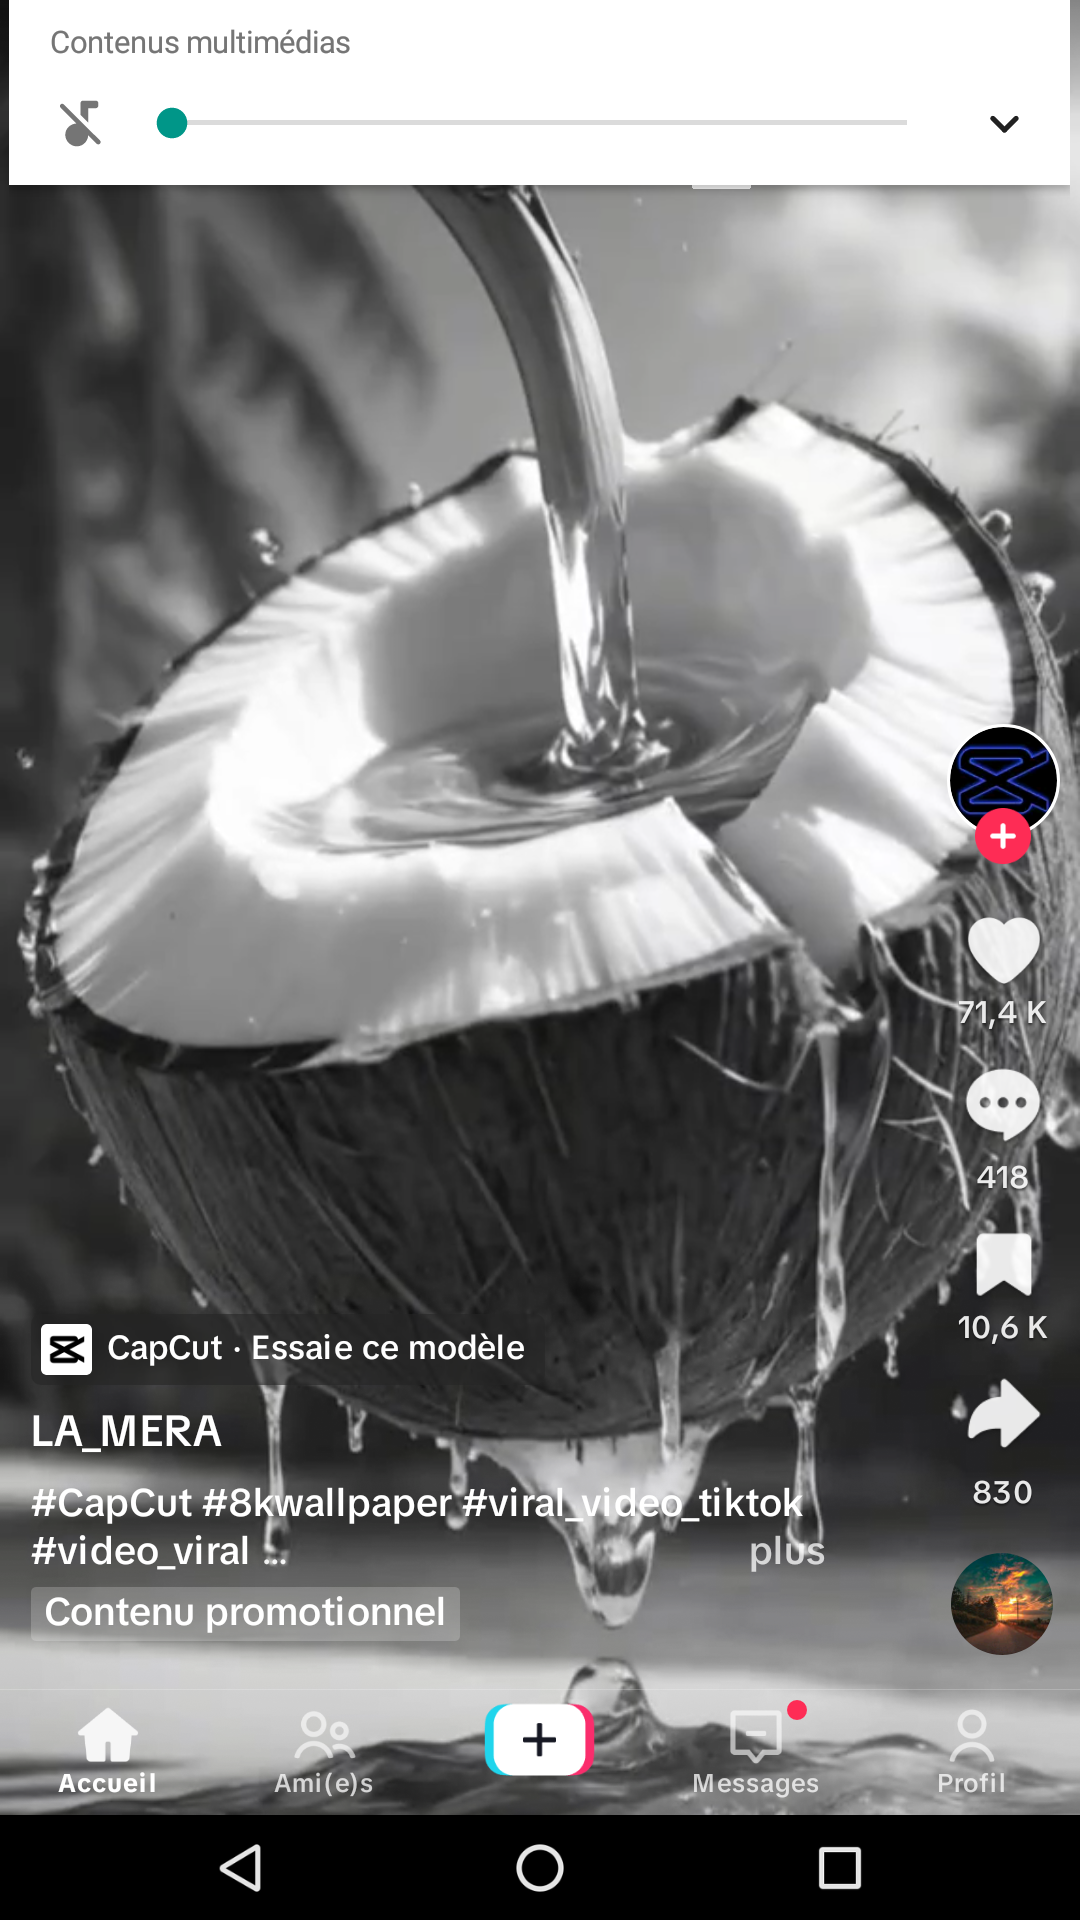 Contenus multimédias
71,4 K
418
10,6 K
830
CapCut · Essaie ce modèle
LA_MERA
#CapCut #8kwallpaper #viral_video_tiktok
#video_viral ... plus
Contenu promotionnel
Accueil
Ami(e)s
Messages
Profil